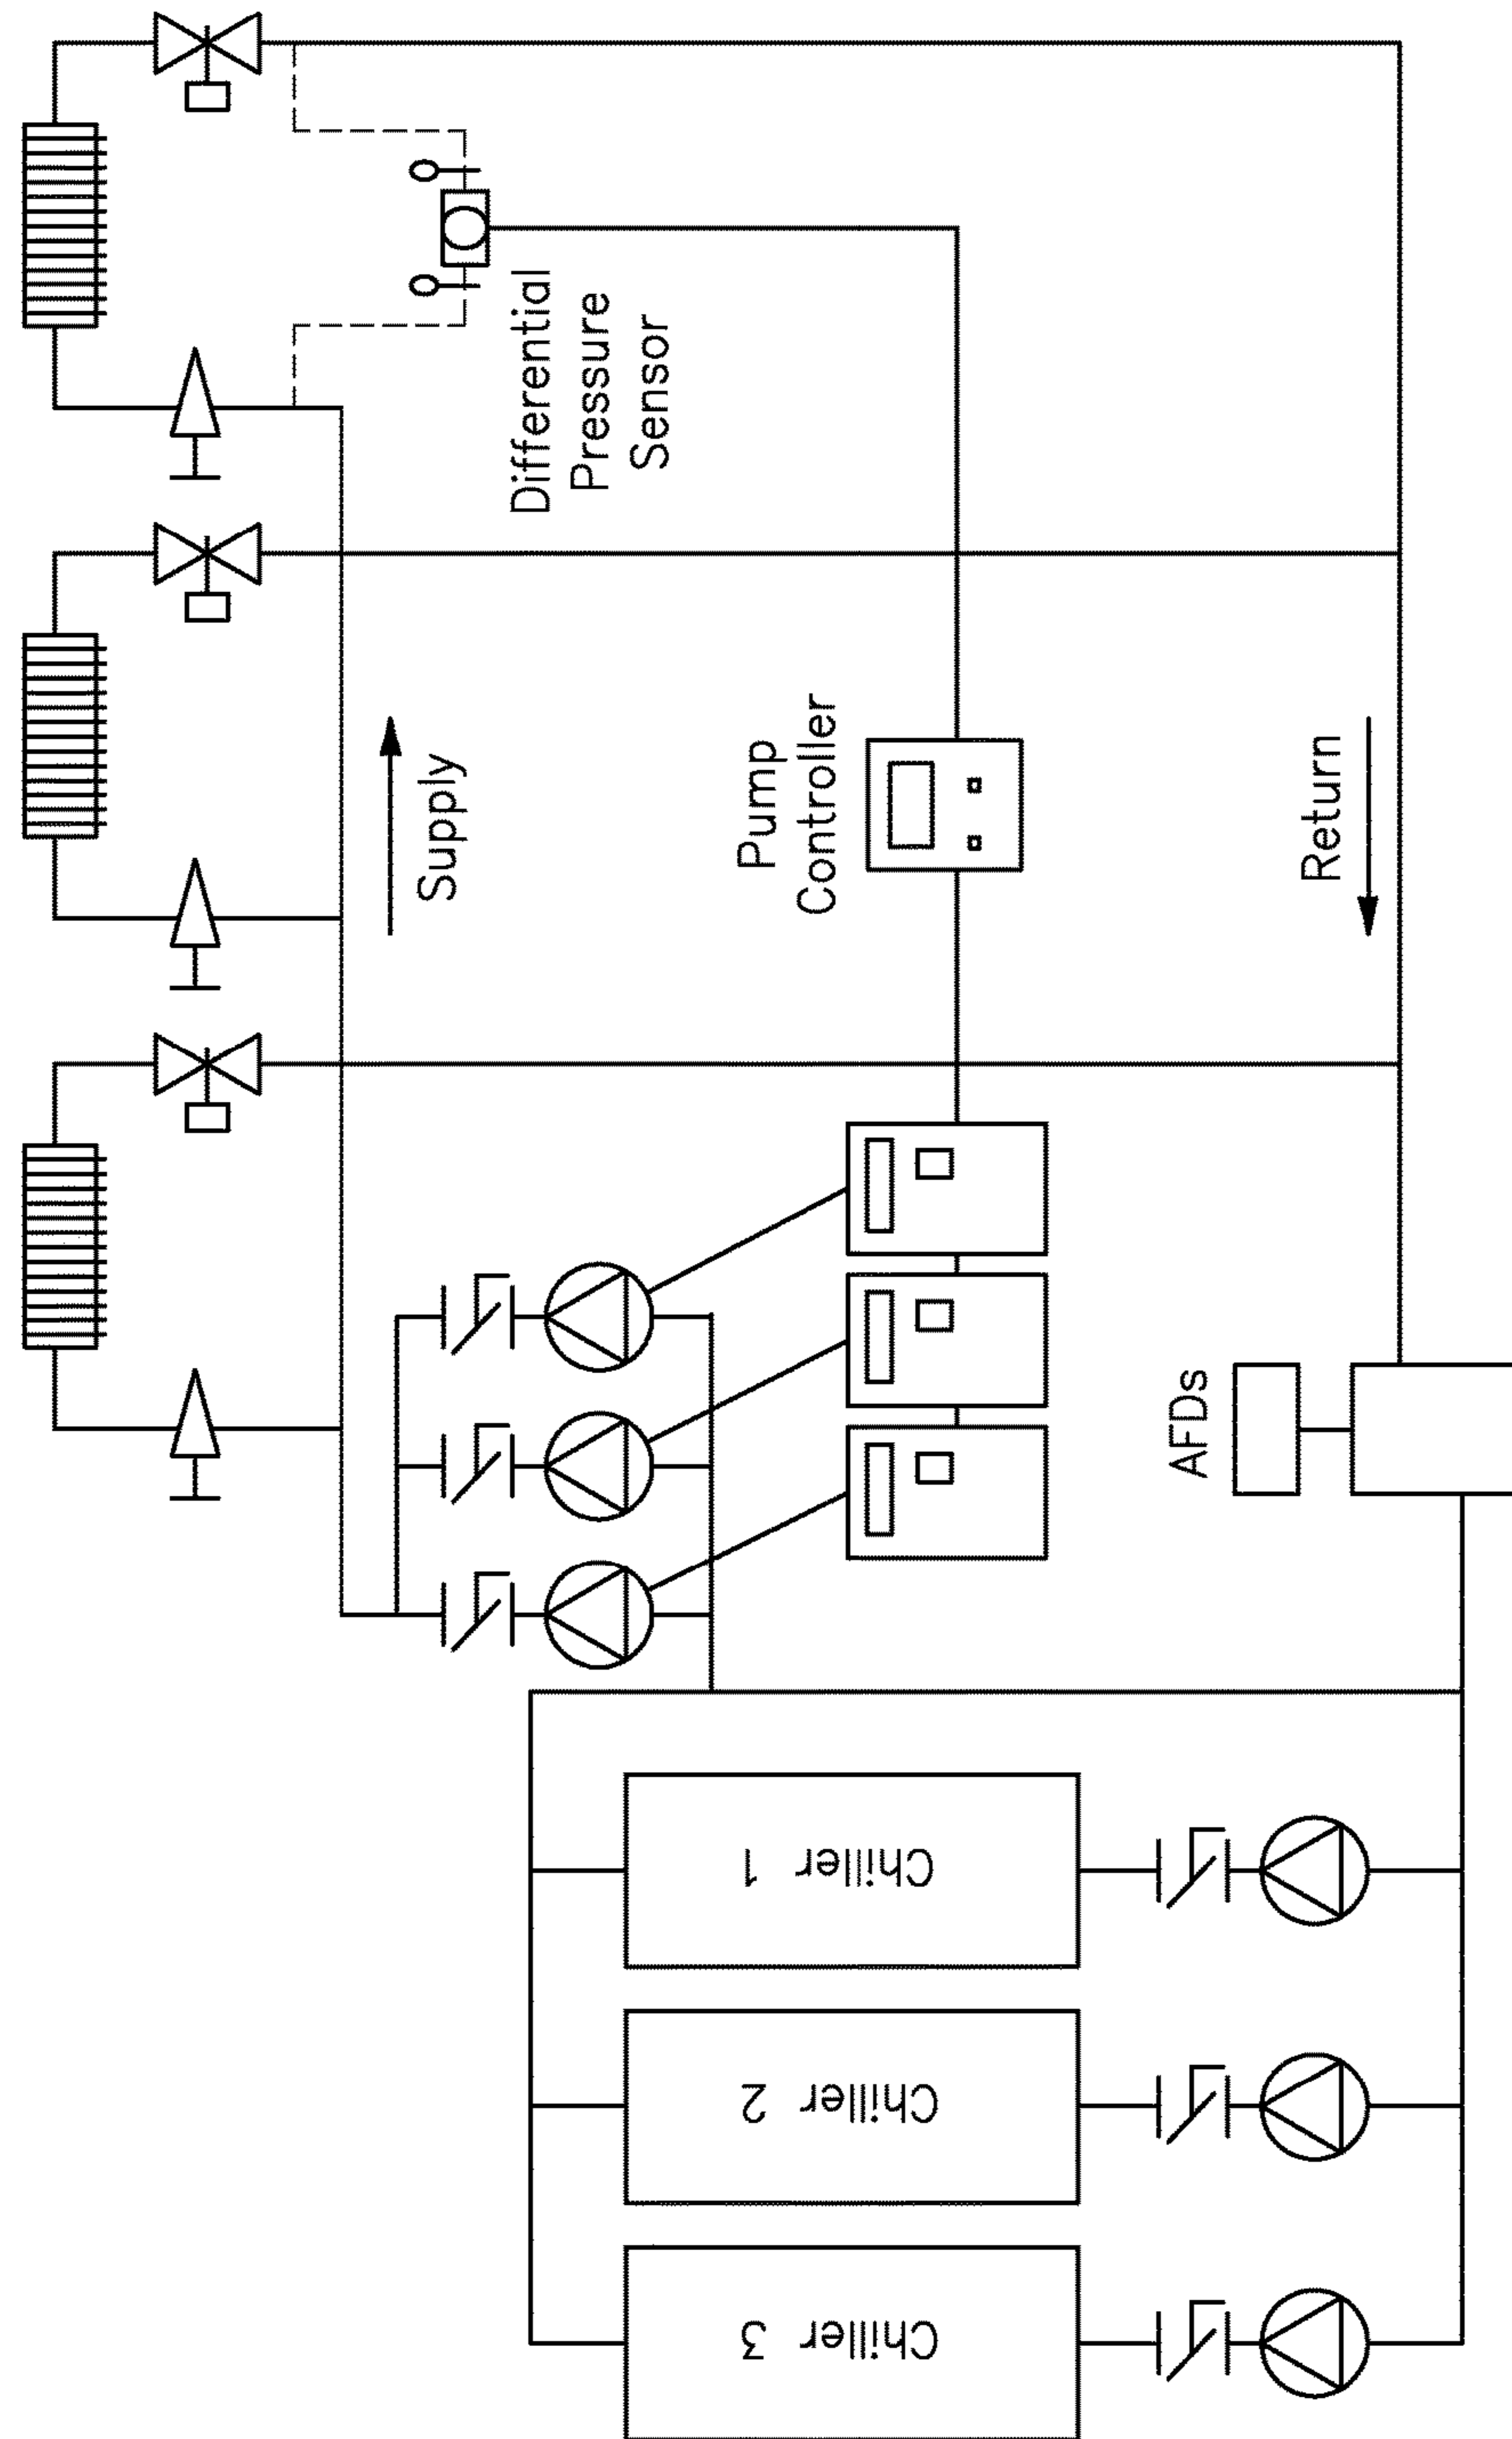 Differential
Pressure
Sensor
Supply
Pump
Controller
Return
AFDs
Chiller 1
Chiller 2
Chiller 3